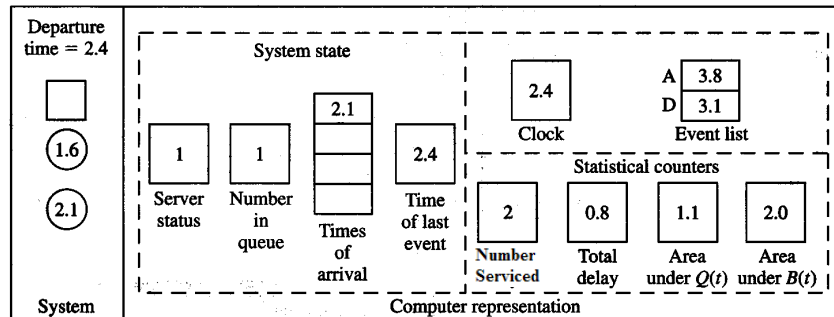 Departure
time = 2.4
1.6
2.1
System
System state
1
Server
status
1
Number
in
queue
2.1
Times
of
arrival
2.4
Time
of last
event
2.4
Clock
A 3.8
D 3.1
Event list
Statistical counters
2
Number
Serviced
0.8
Total
delay
1.1
Area
under Q(t)
2.0
Area
under B(t)
Computer representation